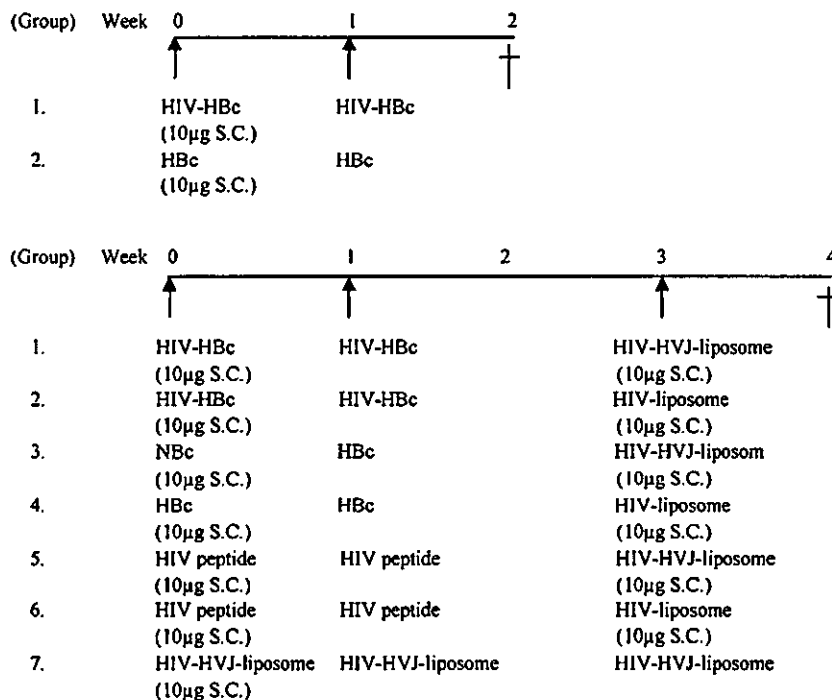 (Group) Week 0 1 2
1. HIV-HBc HIV-HBc
(10µg S.C.)
2. HBc HBc
(10µg S.C.)
(Group) Week 0 1 2 3 4
1. HIV-HBc HIV-HBc HIV-HVJ-liposome
(10µg S.C.) (10µg S.C.)
2. HIV-HBc HIV-HBc HIV-liposome
(10µg S.C.) (10µg S.C.)
3. NBc HBc HIV-HVJ-liposom
(10µg S.C.) (10µg S.C.)
4. HBc HBc HIV-liposome
(10µg S.C.) (10µg S.C.)
5. HIV peptide HIV peptide HIV-HVJ-liposome
(10µg S.C.) (10µg S.C.)
6. HIV peptide HIV peptide HIV-liposome
(10µg S.C.) (10µg S.C.)
7. HIV-HVJ-liposome HIV-HVJ-liposome HIV-HVJ-liposome
(10µg S.C.)